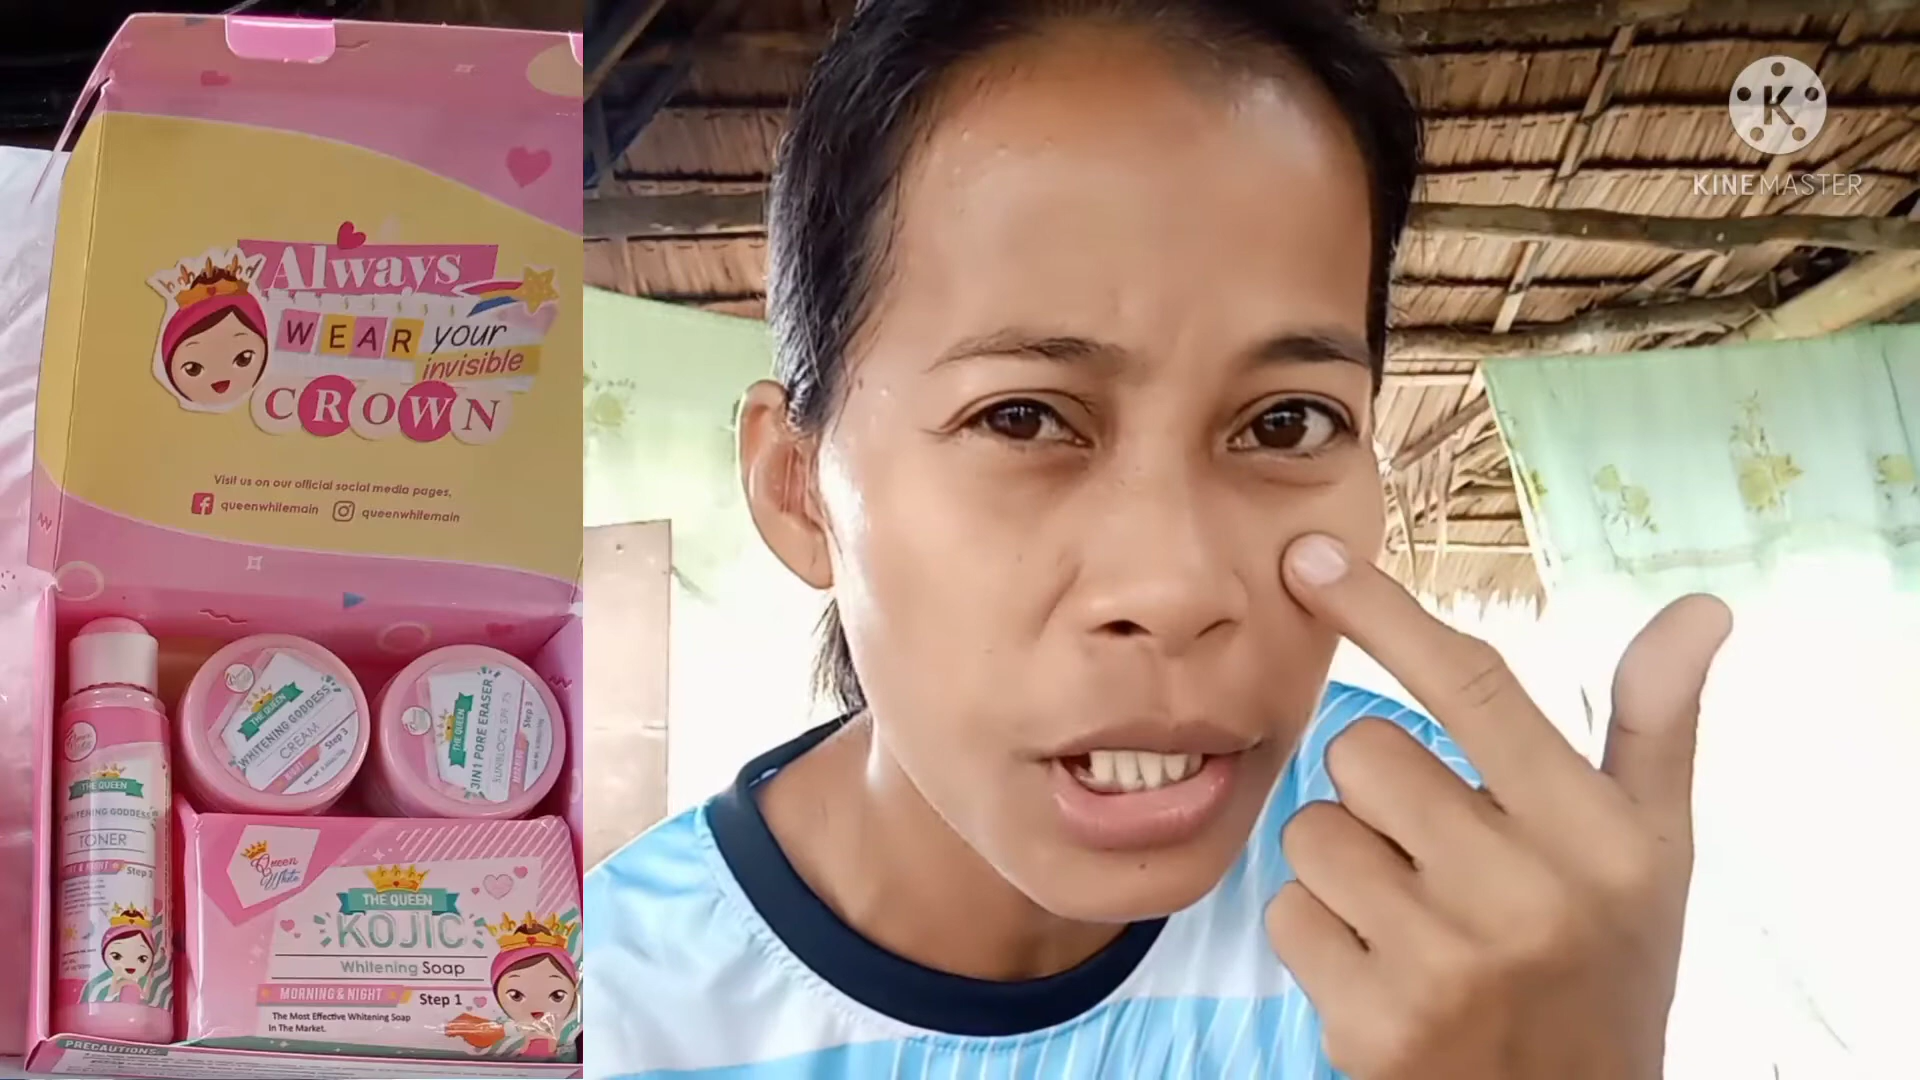 Always
WEAR your
invisible
CROWN
Visit us on our official social media pages,
queenwhitemain queenwhitemain
THE QUEEN
WHITENING GODDESS
TONER
Step 2
THE QUEEN
WHITENING GODDESS
CREAM
NIGHT Step 3
THE QUEEN
3IN1 PORE ERASER
SUNBLOCK SPF 75
Step 3
Queen
White
THE QUEEN
KOJIC
Whitening Soap
MORNING & NIGHT Step 1
The Most Effective Whitening Soap
In The Market.
PRECAUTIONS:
K
KINEMASTER